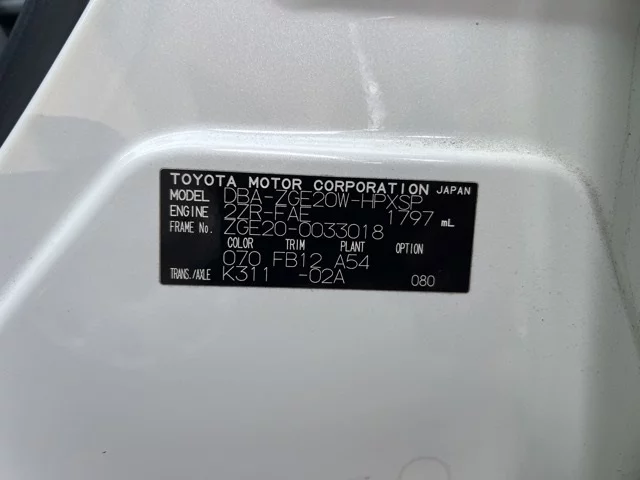 TOYOTA MOTOR CORPORATION JAPAN
MODEL DBA-ZGE20W-HPXSP
ENGINE 2ZR-FAE 1797 mL
FRAME No. ZGE20-0033018
COLOR TRIM PLANT OPTION
070 FB12 A54
TRANS./AXLE K311 -02A 080